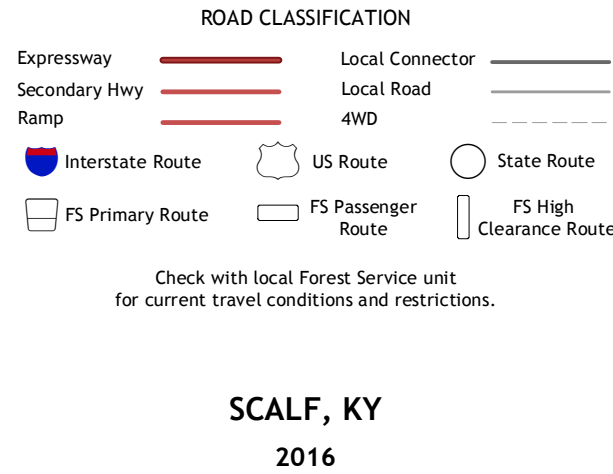 ROAD CLASSIFICATION
Expressway
Local Connector
Secondary Hwy
Local Road
Ramp
4WD
Interstate Route
US Route
State Route
FS Primary Route
FS Passenger
Route
FS High
Clearance Route
Check with local Forest Service unit
for current travel conditions and restrictions.
SCALF, KY
2016